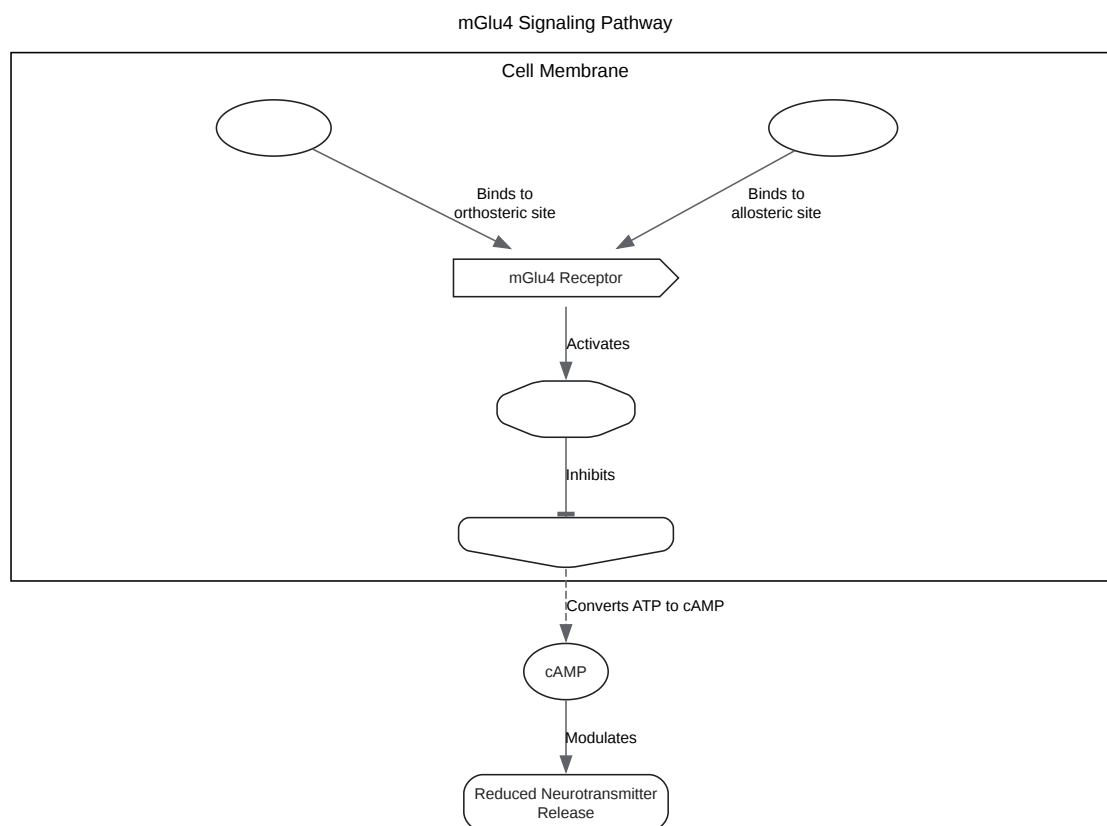 mGlu4 Signaling Pathway
Cell Membrane
Binds to
orthosteric site
Binds to
allosteric site
mGlu4 Receptor
Activates
Inhibits
Converts ATP to cAMP
cAMP
Modulates
Reduced Neurotransmitter
Release